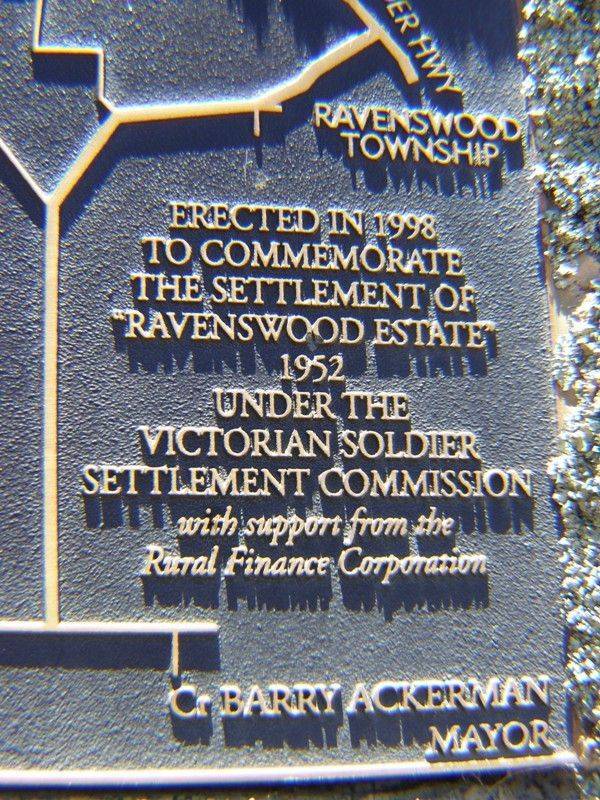 HWY
RAVENSWOOD
TOWNSHIP
ERECTED IN 1998
TO COMMEMORATE
THE SETTLEMENT OF
"RAVENSWOOD ESTATE"
1952
UNDER THE
VICTORIAN SOLDIER
SETTLEMENT COMMISSION
with support from the
Rural Finance Corporation
Cr BARRY ACKERMAN
MAYOR